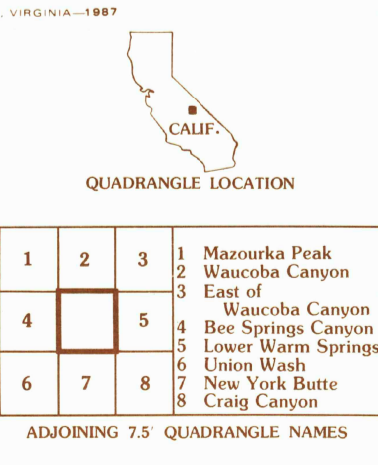 , VIRGINIA—1987
CALIF.
QUADRANGLE LOCATION
1 2 3
4 5
6 7 8
1 Mazourka Peak
2 Waucoba Canyon
3 East of
Waucoba Canyon
4 Bee Springs Canyon
5 Lower Warm Springs
6 Union Wash
7 New York Butte
8 Craig Canyon
ADJOINING 7.5′ QUADRANGLE NAMES